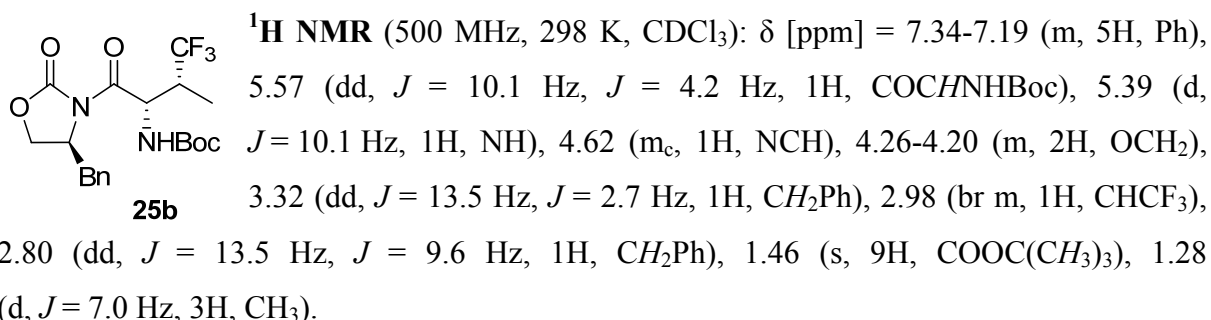 ¹H NMR (500 MHz, 298 K, CDCl₃): δ [ppm] = 7.34-7.19 (m, 5H, Ph),
5.57 (dd, J = 10.1 Hz, J = 4.2 Hz, 1H, COCHNHBoc), 5.39 (d,
J = 10.1 Hz, 1H, NH), 4.62 (m꜀, 1H, NCH), 4.26-4.20 (m, 2H, OCH₂),
3.32 (dd, J = 13.5 Hz, J = 2.7 Hz, 1H, CH₂Ph), 2.98 (br m, 1H, CHCF₃),
2.80 (dd, J = 13.5 Hz, J = 9.6 Hz, 1H, CH₂Ph), 1.46 (s, 9H, COOC(CH₃)₃), 1.28
(d, J = 7.0 Hz, 3H, CH₃).
O O CF₃
O N
NHBoc
Bn
25b